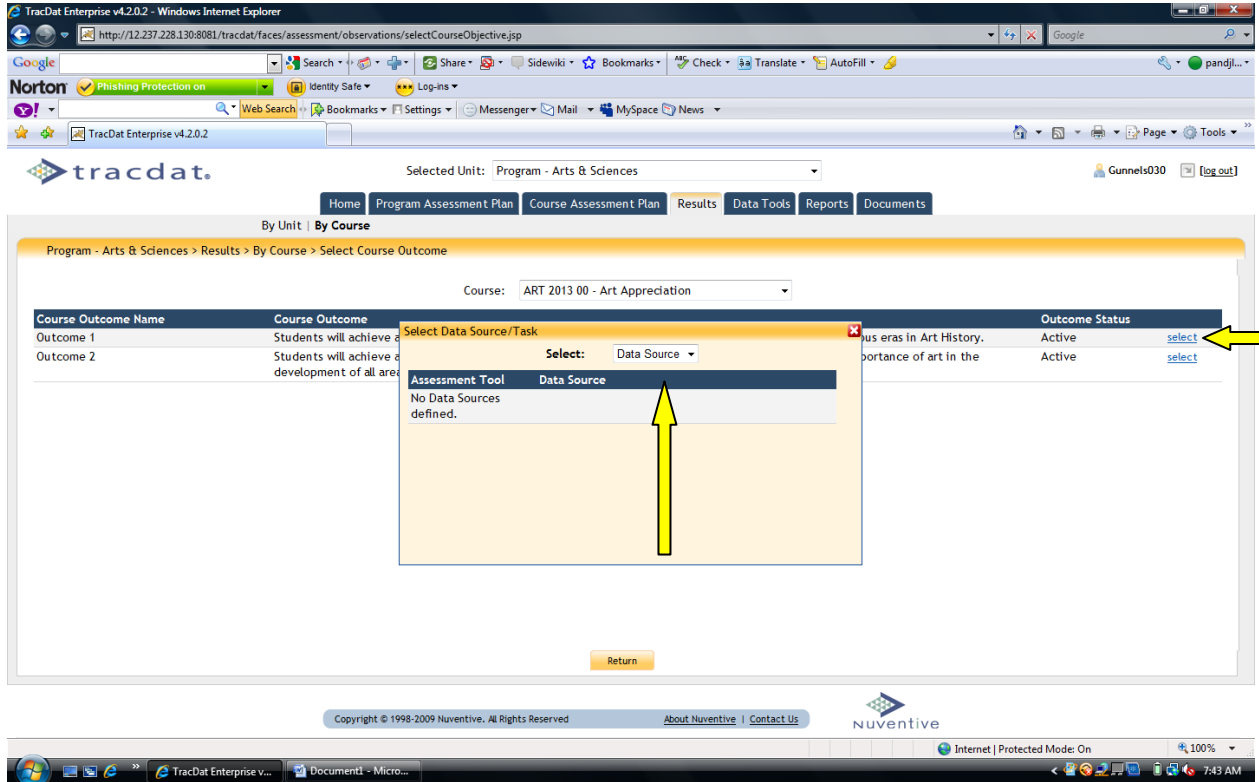 TracDat Enterprise v4.2.0.2 - Windows Internet Explorer
http://12.237.228.130:8081/tracdat/faces/assessment/observations/selectCourseObjective.jsp Google
Google Search Share Sidewiki Bookmarks ABC Check Translate AutoFill pandjl...
Norton Phishing Protection on Identity Safe Log-ins
Y! Web Search Bookmarks Settings Messenger Mail MySpace News
TracDat Enterprise v4.2.0.2 Page Tools
tracdat. Selected Unit: Program - Arts & Sciences Gunnels030 [log out]
Home Program Assessment Plan Course Assessment Plan Results Data Tools Reports Documents
By Unit | By Course
Program - Arts & Sciences > Results > By Course > Select Course Outcome
Course: ART 2013 00 - Art Appreciation
Course Outcome Name Course Outcome Outcome Status
Outcome 1 Students will achieve a ous eras in Art History. Active select
Outcome 2 Students will achieve a portance of art in the Active select
development of all area
Select Data Source/Task
Select: Data Source
Assessment Tool Data Source
No Data Sources
defined.
Return
Copyright © 1998-2009 Nuventive. All Rights Reserved About Nuventive | Contact Us nuventive
Internet | Protected Mode: On 100%
TracDat Enterprise v... Document1 - Micro... 7:43 AM